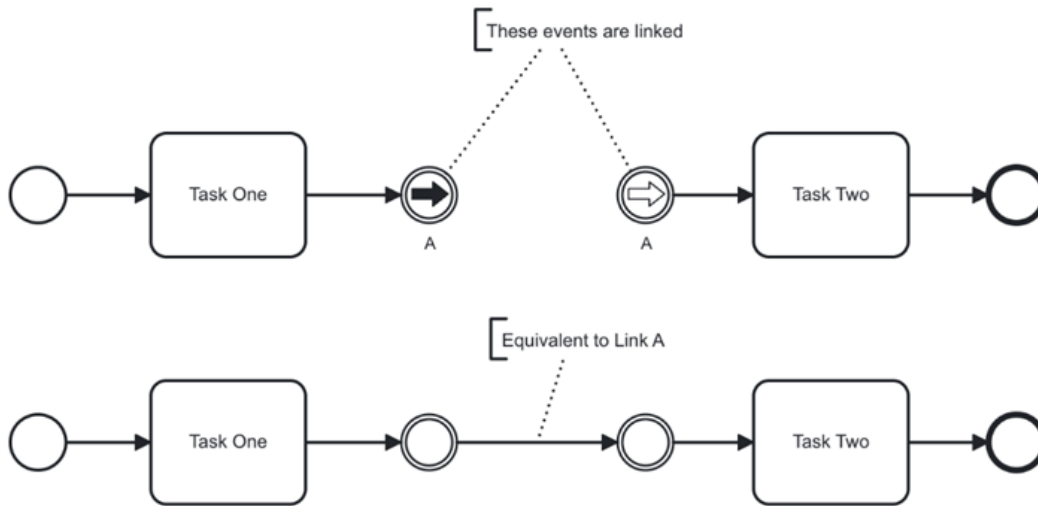 These events are linked
Task One
Task Two
A
A
Equivalent to Link A
Task One
Task Two